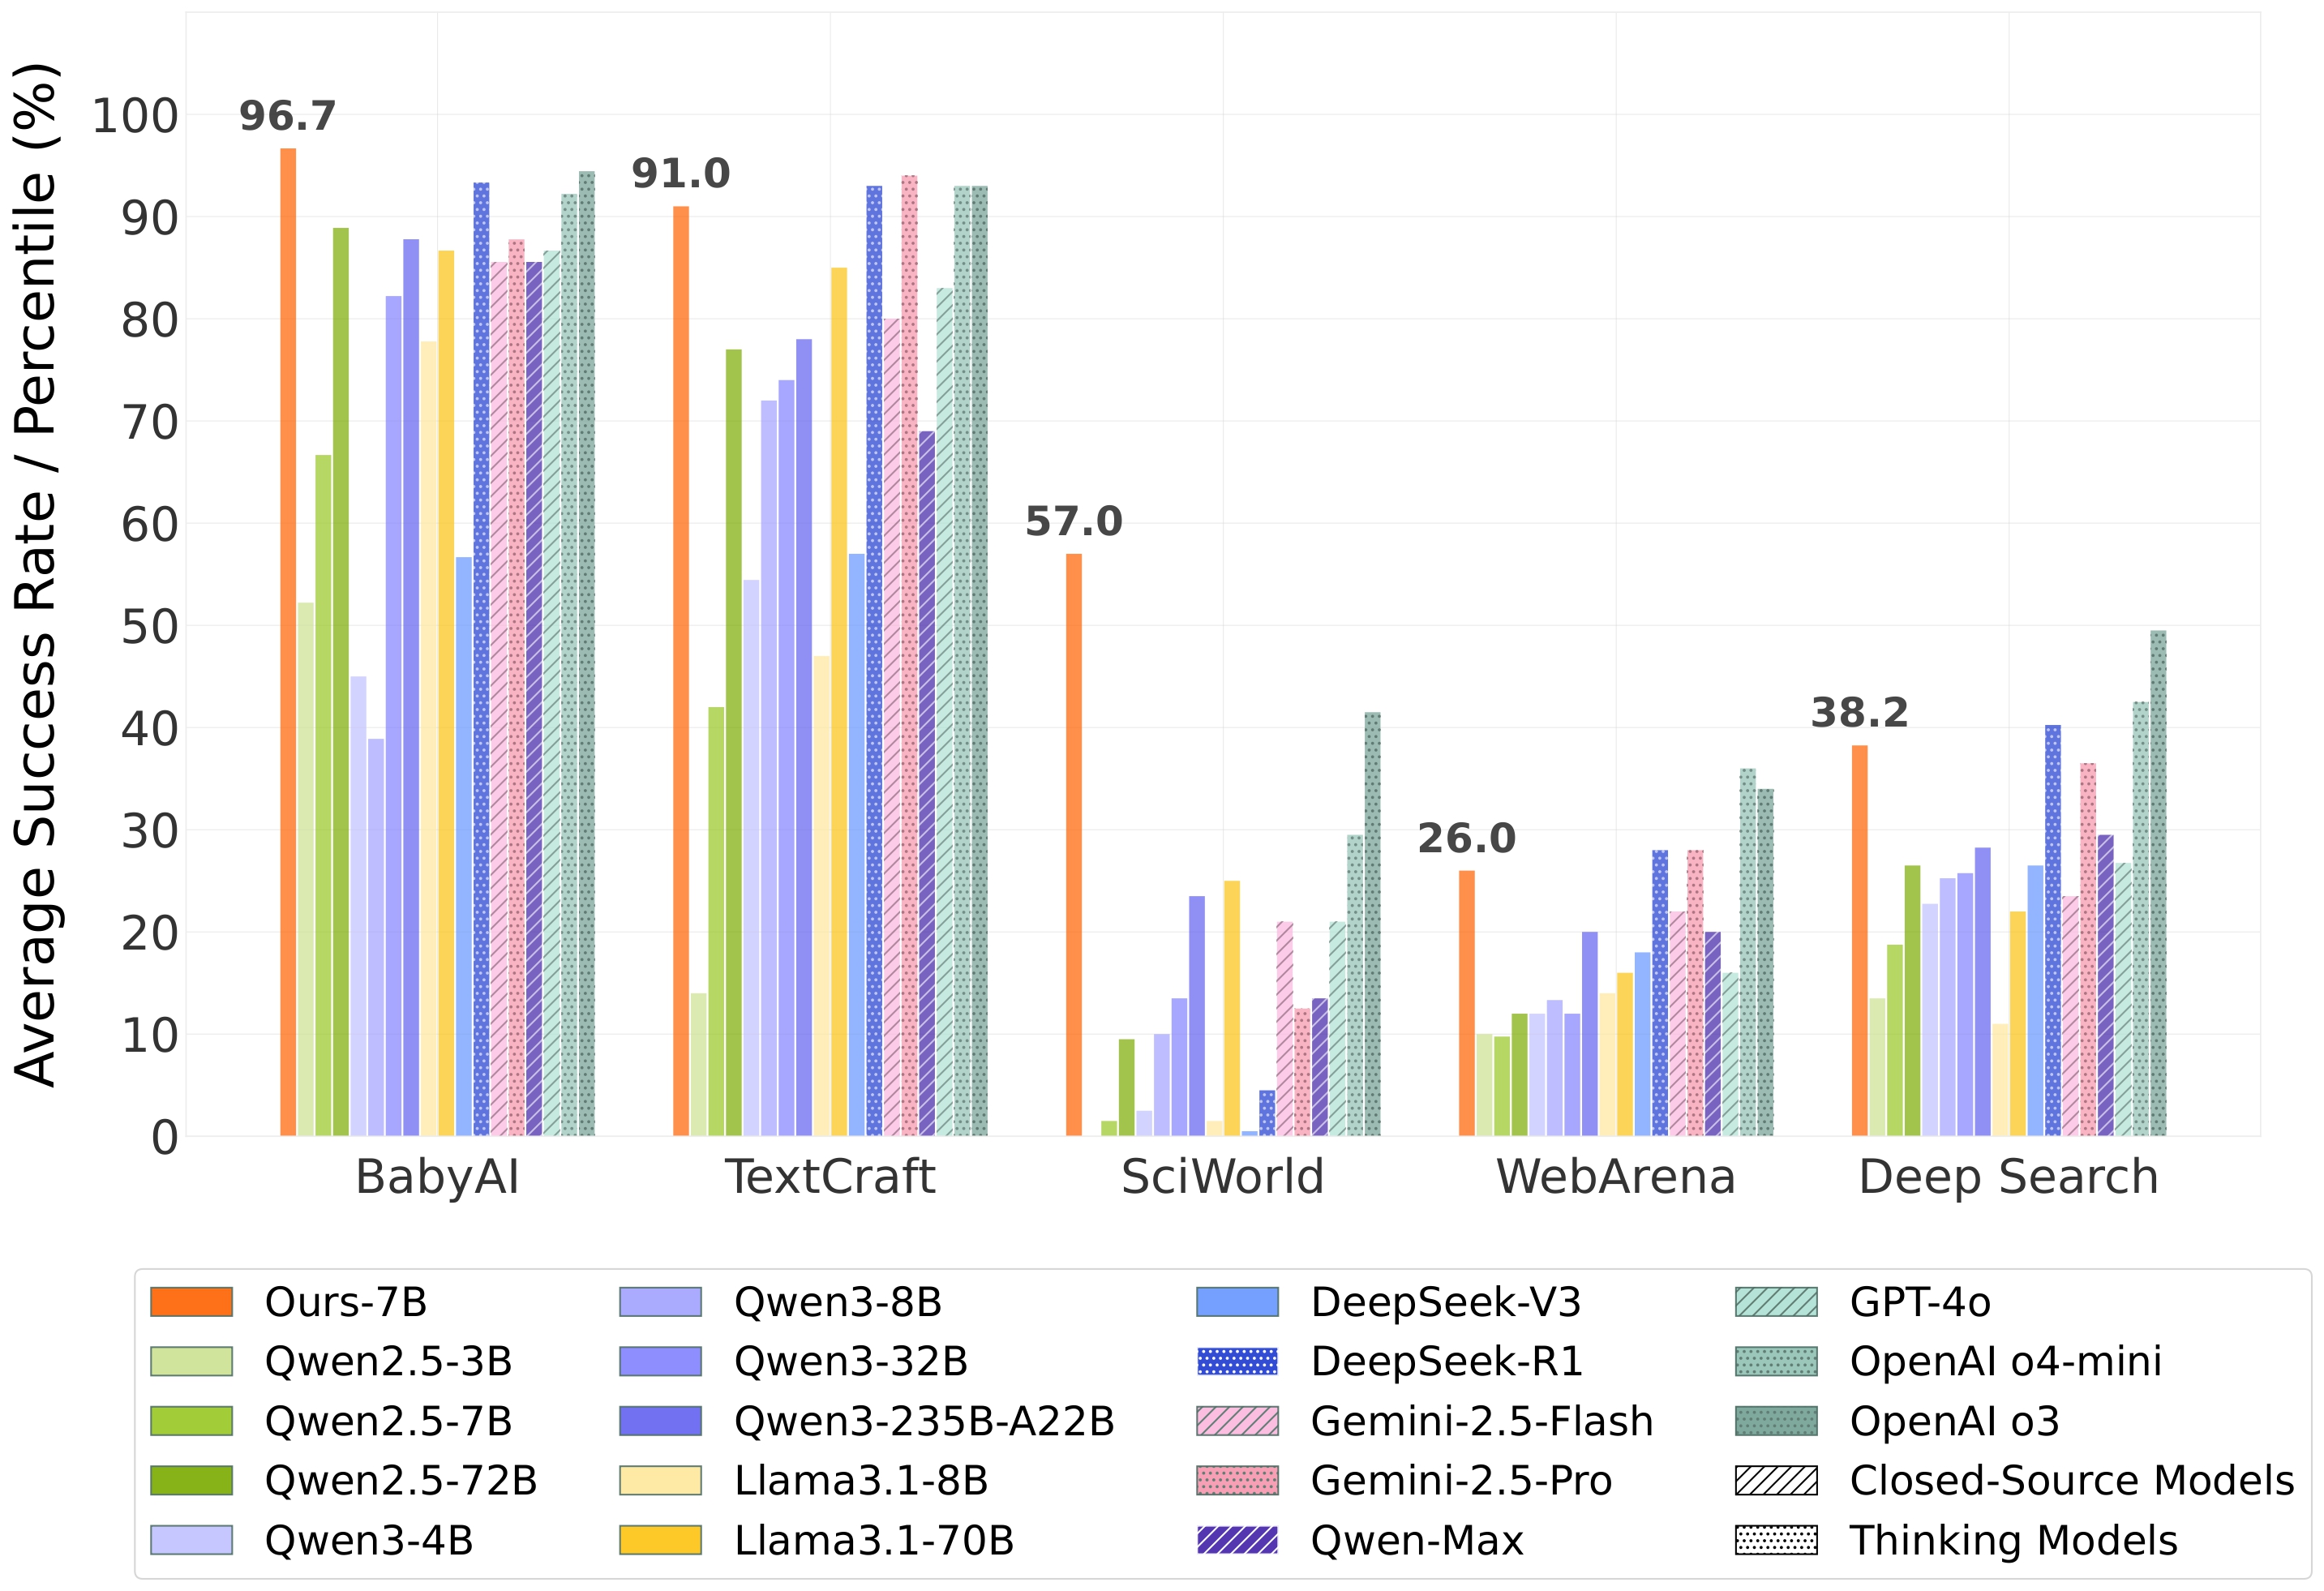 Average Success Rate / Percentile (%)
100
90
80
70
60
50
40
30
20
10
0
96.7
91.0
57.0
26.0
38.2
BabyAI
TextCraft
SciWorld
WebArena
Deep Search
Ours-7B
Qwen2.5-3B
Qwen2.5-7B
Qwen2.5-72B
Qwen3-4B
Qwen3-8B
Qwen3-32B
Qwen3-235B-A22B
Llama3.1-8B
Llama3.1-70B
DeepSeek-V3
DeepSeek-R1
Gemini-2.5-Flash
Gemini-2.5-Pro
Qwen-Max
GPT-4o
OpenAI o4-mini
OpenAI o3
Closed-Source Models
Thinking Models